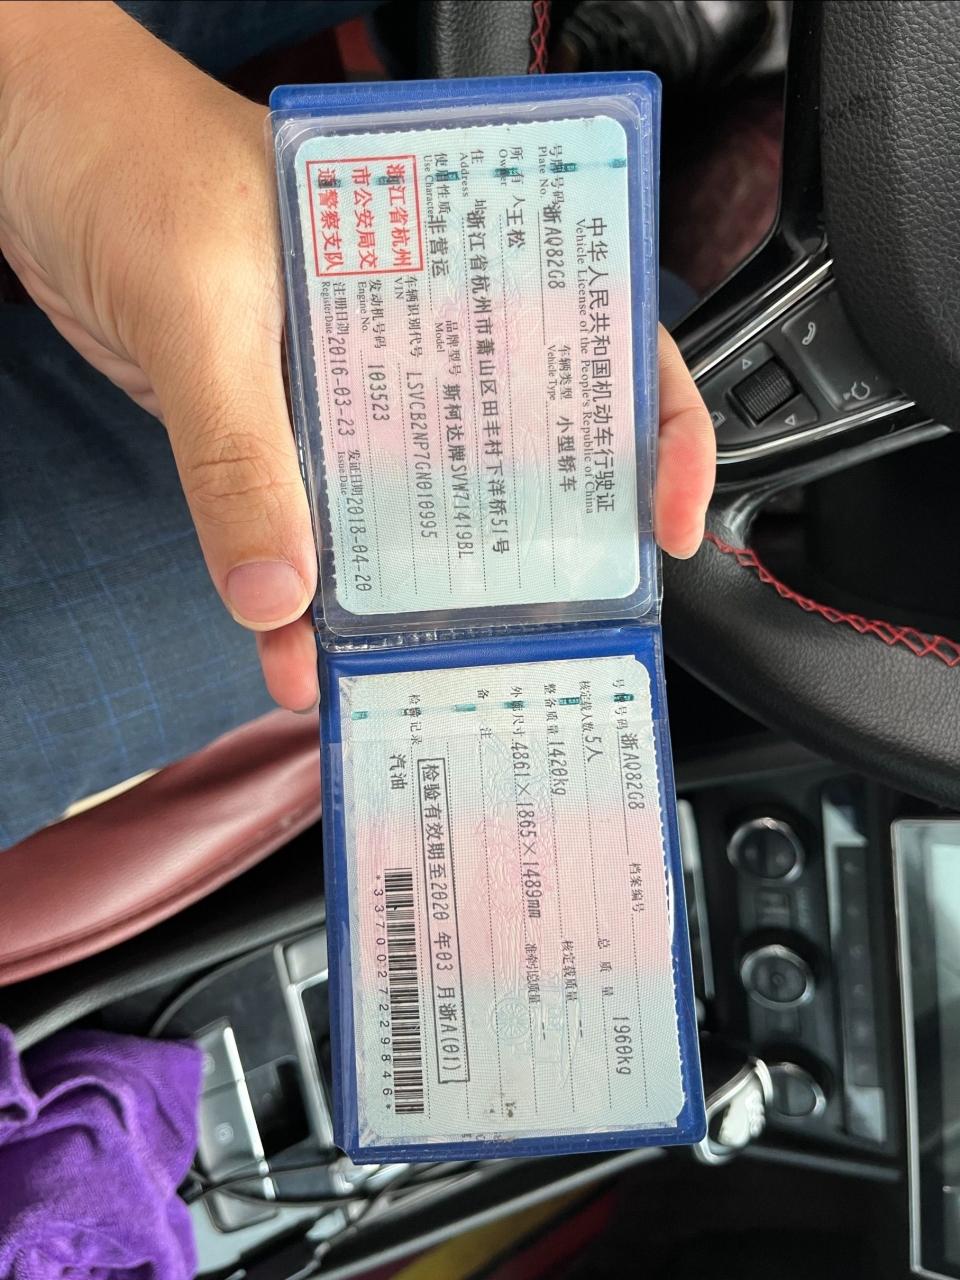 中华人民共和国机动车行驶证
Vehicle License of the People's Republic of China
号牌号码 浙AQ82G8 车辆类型 小型轿车
Plate No. Vehicle Type
所有人 王松
Owner
住址 浙江省杭州市萧山区田丰村下洋桥51号
Address
使用性质 非营运 品牌型号 斯柯达牌SVW71419BL
Use Character Model
浙江省杭州
市公安局交
通警察支队
车辆识别代号 LSVCB2NP7GN010995
VIN
发动机号码 103523
Engine No.
注册日期 2016-03-23 发证日期 2018-04-20
Register Date Issue Date
号牌号码 浙AQ82G8 档案编号
核定载人数 5人 总质量 1960kg
整备质量 1420kg 核定载质量 --
外廓尺寸 4861×1865×1489mm 准牵引总质量 --
备注
检验有效期至2020年03月浙A(01)
检验记录
汽油
*3370027229846*